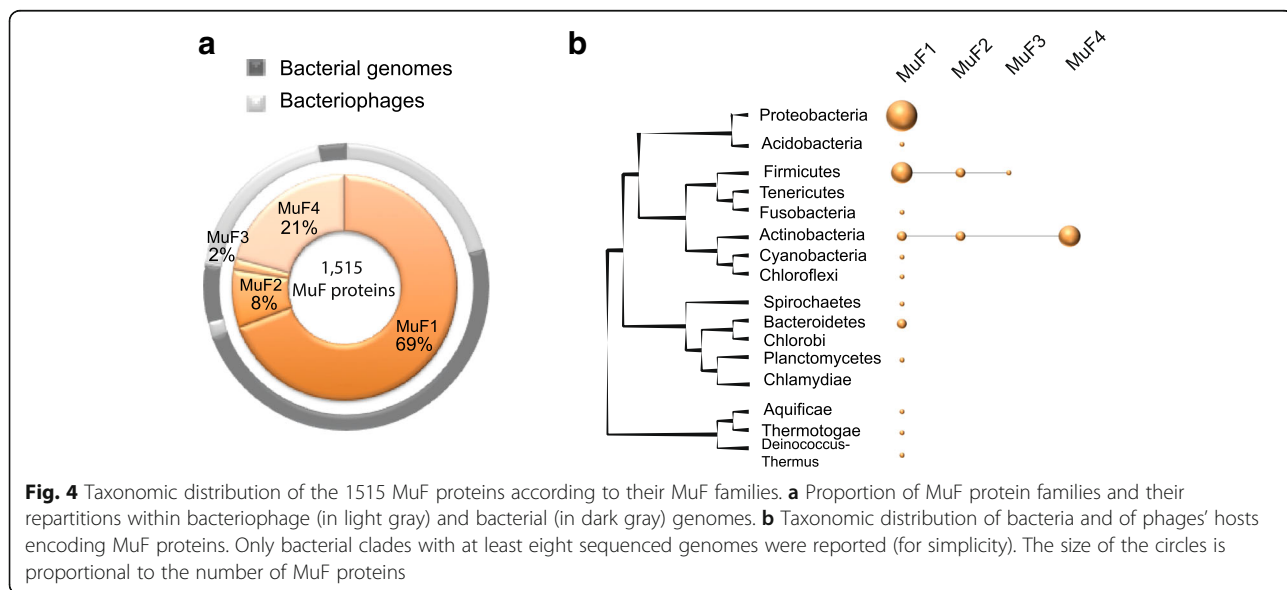 a
Bacterial genomes
Bacteriophages
MuF4
21%
MuF3
2%
MuF2
8%
1,515
MuF proteins
MuF1
69%
b
MuF1
MuF2
MuF3
MuF4
Proteobacteria
Acidobacteria
Firmicutes
Tenericutes
Fusobacteria
Actinobacteria
Cyanobacteria
Chloroflexi
Spirochaetes
Bacteroidetes
Chlorobi
Planctomycetes
Chlamydiae
Aquificae
Thermotogae
Deinococcus-
Thermus
Fig. 4 Taxonomic distribution of the 1515 MuF proteins according to their MuF families. a Proportion of MuF protein families and their
repartitions within bacteriophage (in light gray) and bacterial (in dark gray) genomes. b Taxonomic distribution of bacteria and of phages' hosts
encoding MuF proteins. Only bacterial clades with at least eight sequenced genomes were reported (for simplicity). The size of the circles is
proportional to the number of MuF proteins